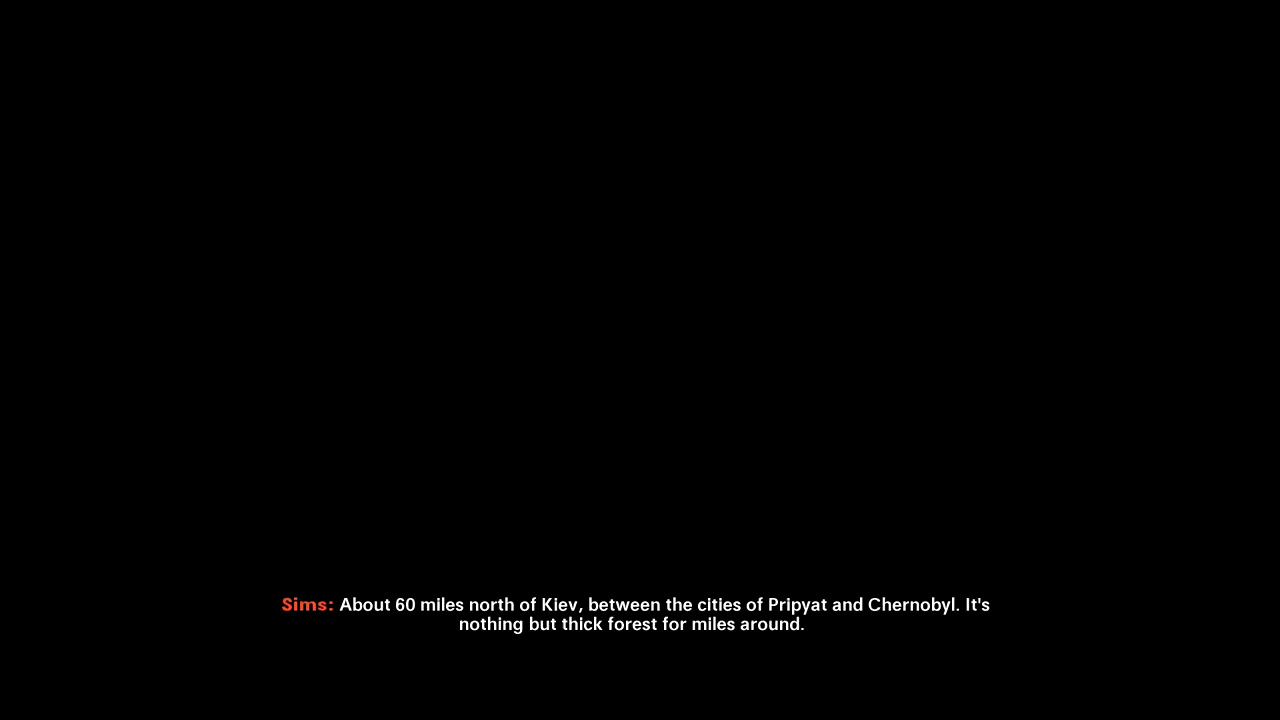 Sims: About 60 miles north of Kiev, between the cities of Pripyat and Chernobyl. It's
nothing but thick forest for miles around.